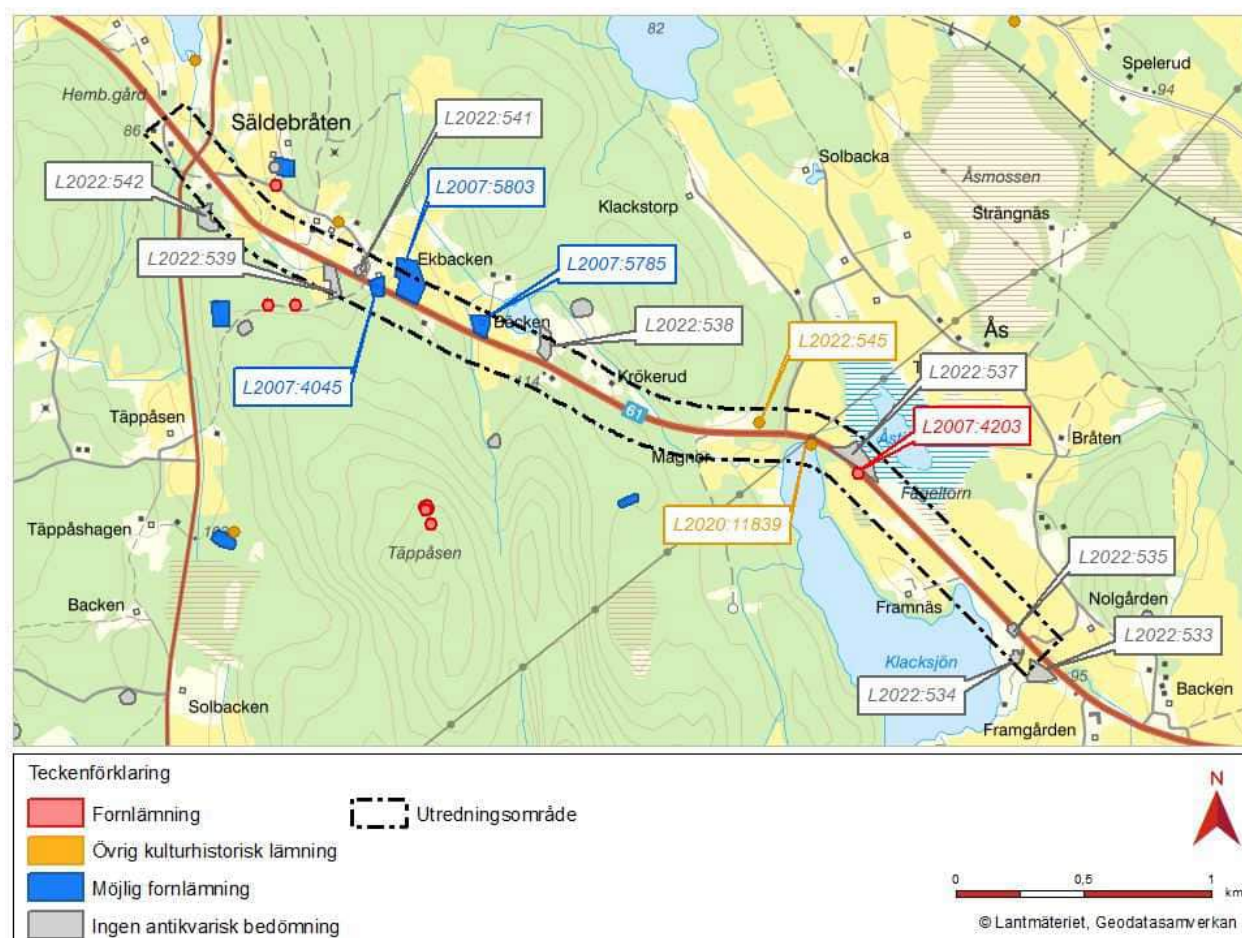 82
Spelerud
94
Hemb.gård
86
Säldebråten
L2022:541
L2022:542
L2007:5803
Solbacka
Klackstorp
Åsmossen
Strängnäs
L2022:539
Ekbacken
L2007:5785
Böcken
L2022:538
L2022:545
Ås
L2022:537
L2007:4045
114
Krökerud
61
L2007:4203
Täppåsen
Bråten
Magnor
Fågeltorn
L2020:11839
Täppåshagen
Täppåsen
L2022:535
Backen
Framnäs
Nolgården
L2022:533
Klacksjön
L2022:534
95
Backen
Solbacken
Framgården
Teckenförklaring
Fornlämning
Utredningsområde
Övrig kulturhistorisk lämning
Möjlig fornlämning
Ingen antikvarisk bedömning
N
0 0,5 1
km
© Lantmäteriet, Geodatasamverkan